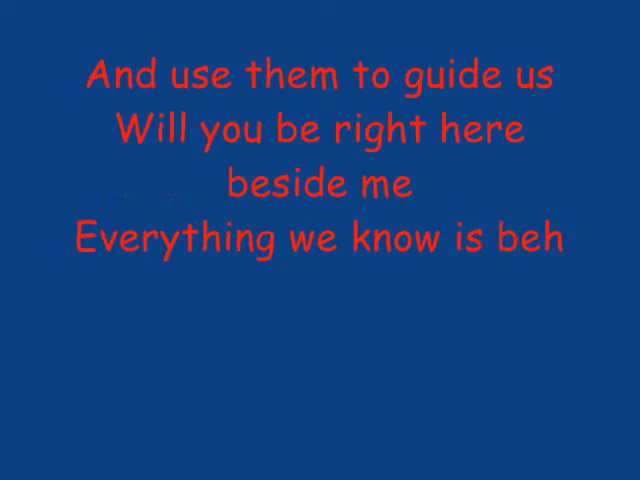 And use them to guide us
Will you be right here
beside me
Everything we know is beh